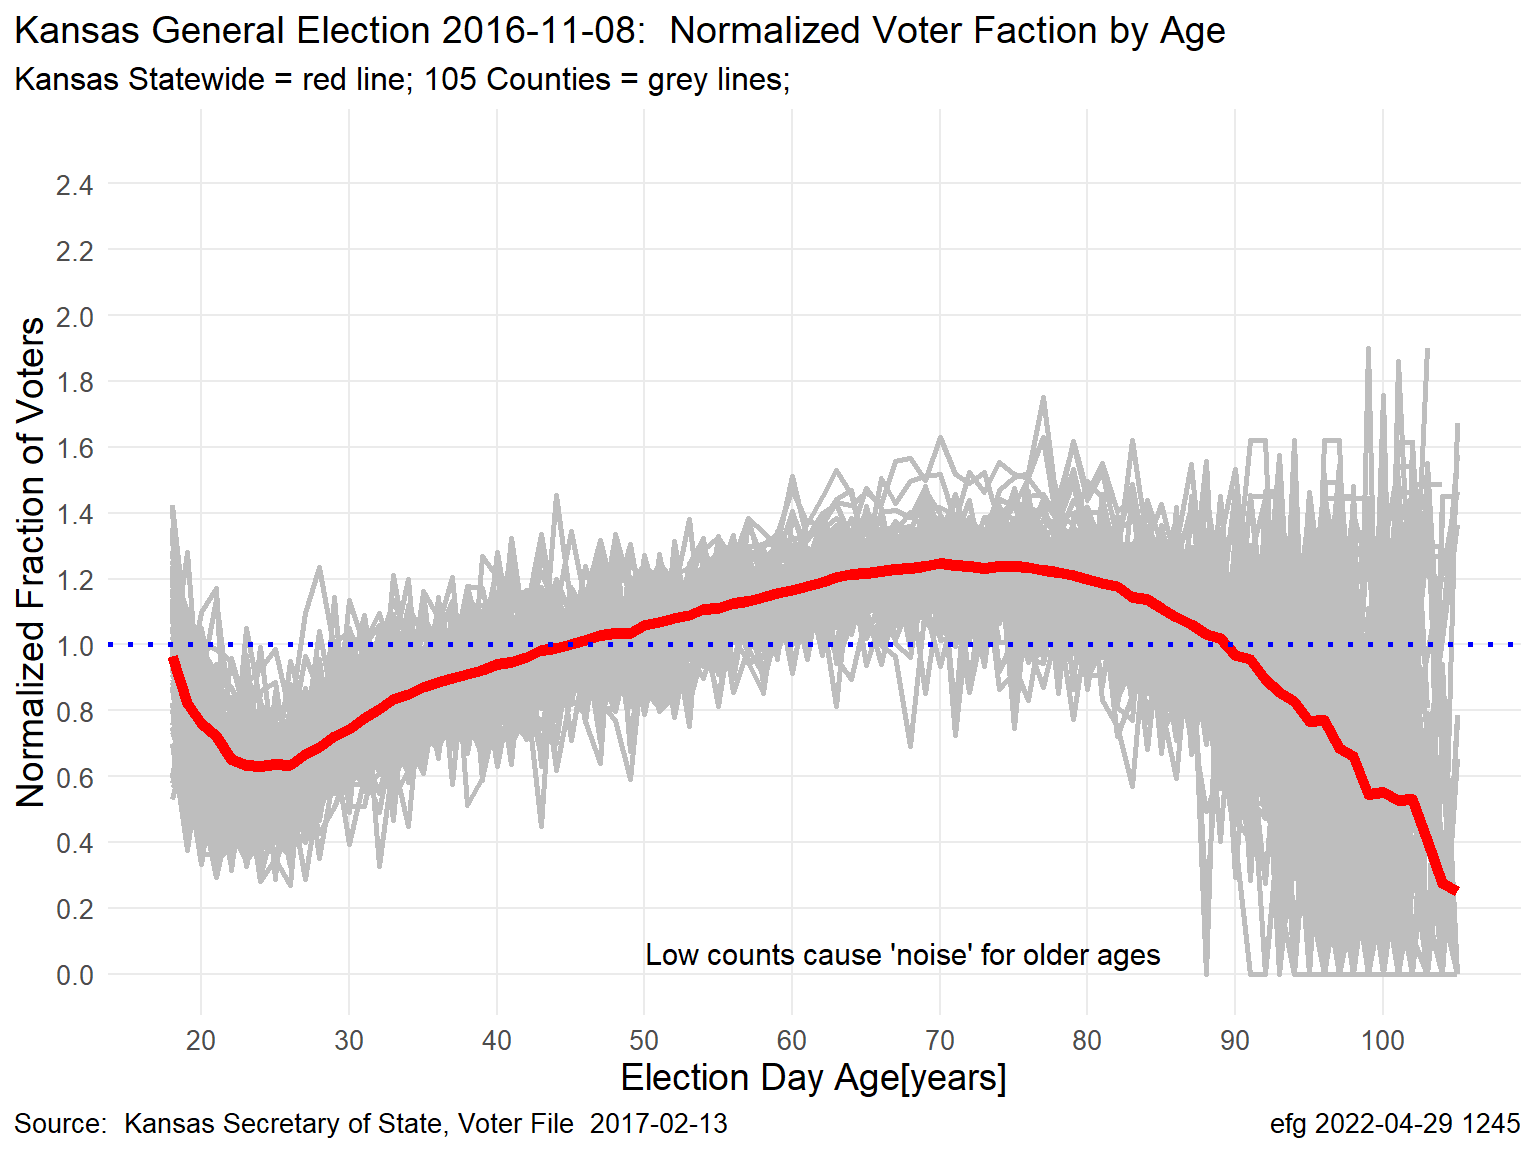 Kansas General Election 2016-11-08:  Normalized Voter Faction by Age
Kansas Statewide = red line; 105 Counties = grey lines;
Normalized Fraction of Voters
2.4
2.2
2.0
1.8
1.6
1.4
1.2
1.0
0.8
0.6
0.4
0.2
0.0
Low counts cause 'noise' for older ages
20 30 40 50 60 70 80 90 100
Election Day Age[years]
Source:  Kansas Secretary of State, Voter File  2017-02-13
efg 2022-04-29 1245